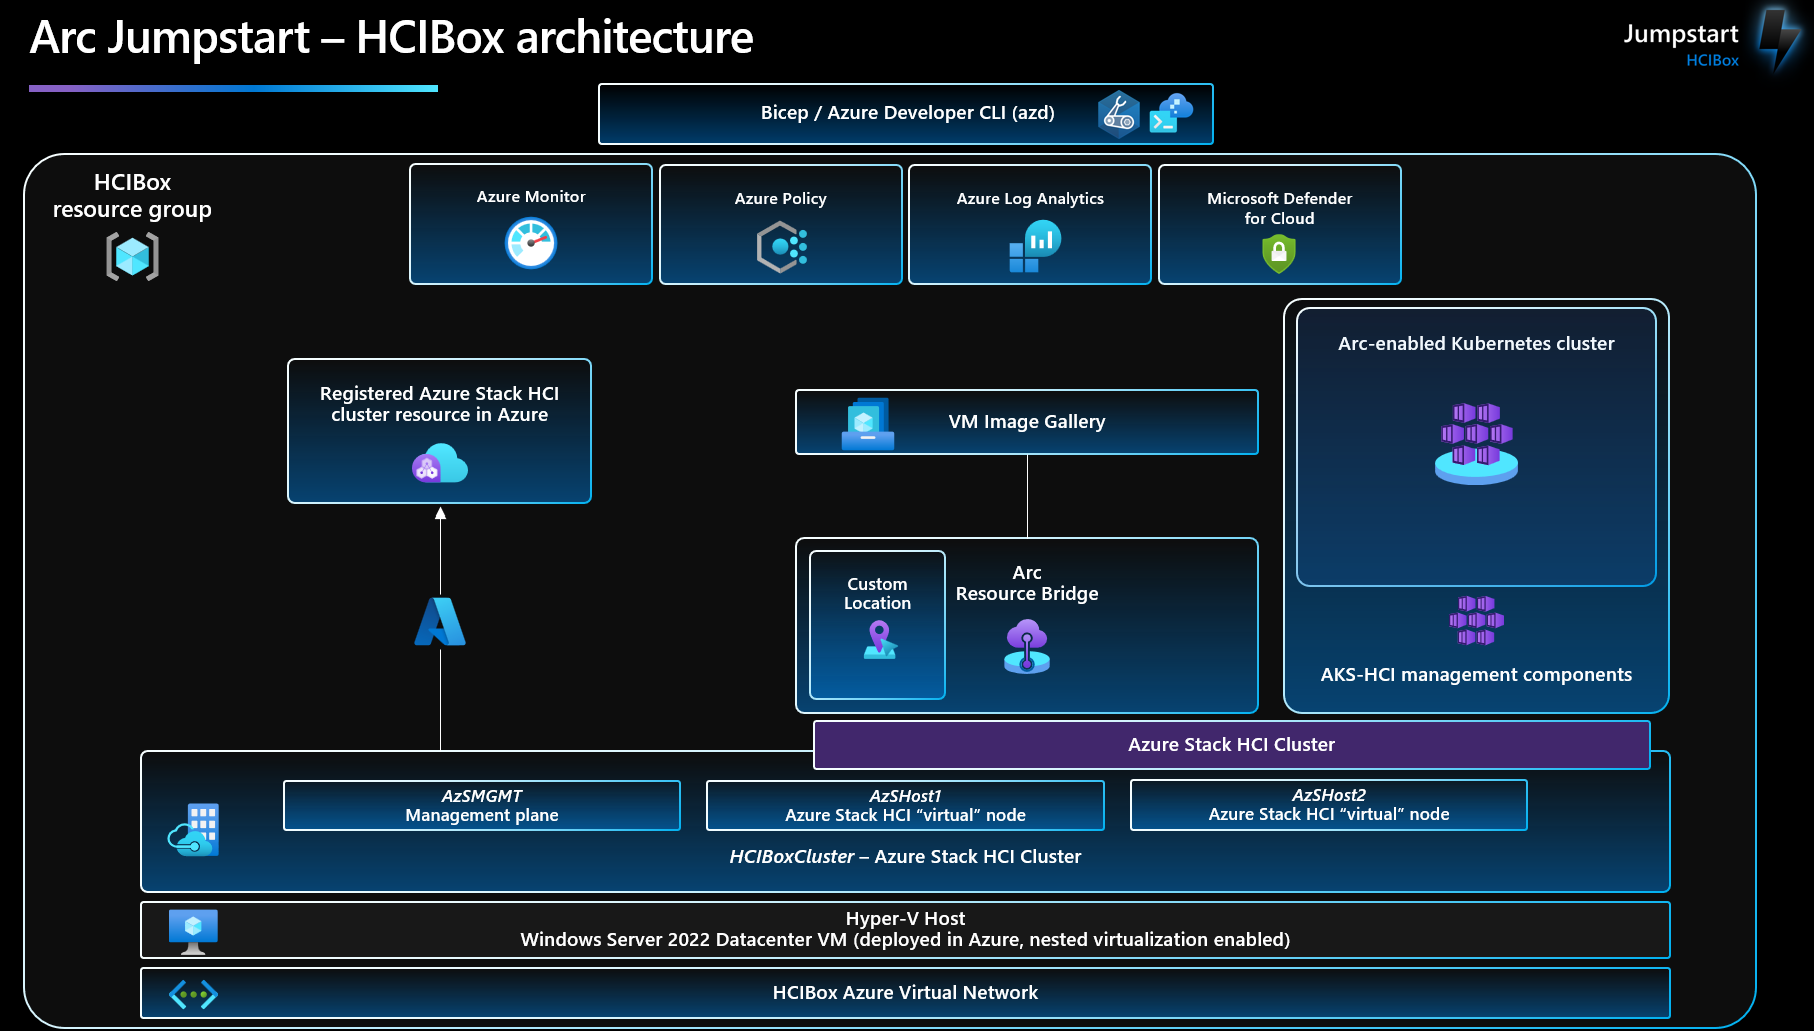 Arc Jumpstart – HCIBox architecture
Jumpstart
HCIBox
Bicep / Azure Developer CLI (azd)
HCIBox
resource group
Azure Monitor
Azure Policy
Azure Log Analytics
Microsoft Defender
for Cloud
Registered Azure Stack HCI
cluster resource in Azure
VM Image Gallery
Arc-enabled Kubernetes cluster
Custom
Location
Arc
Resource Bridge
AKS-HCI management components
Azure Stack HCI Cluster
AzSMGMT
Management plane
AzSHost1
Azure Stack HCI “virtual” node
AzSHost2
Azure Stack HCI “virtual” node
HCIBoxCluster – Azure Stack HCI Cluster
Hyper-V Host
Windows Server 2022 Datacenter VM (deployed in Azure, nested virtualization enabled)
HCIBox Azure Virtual Network